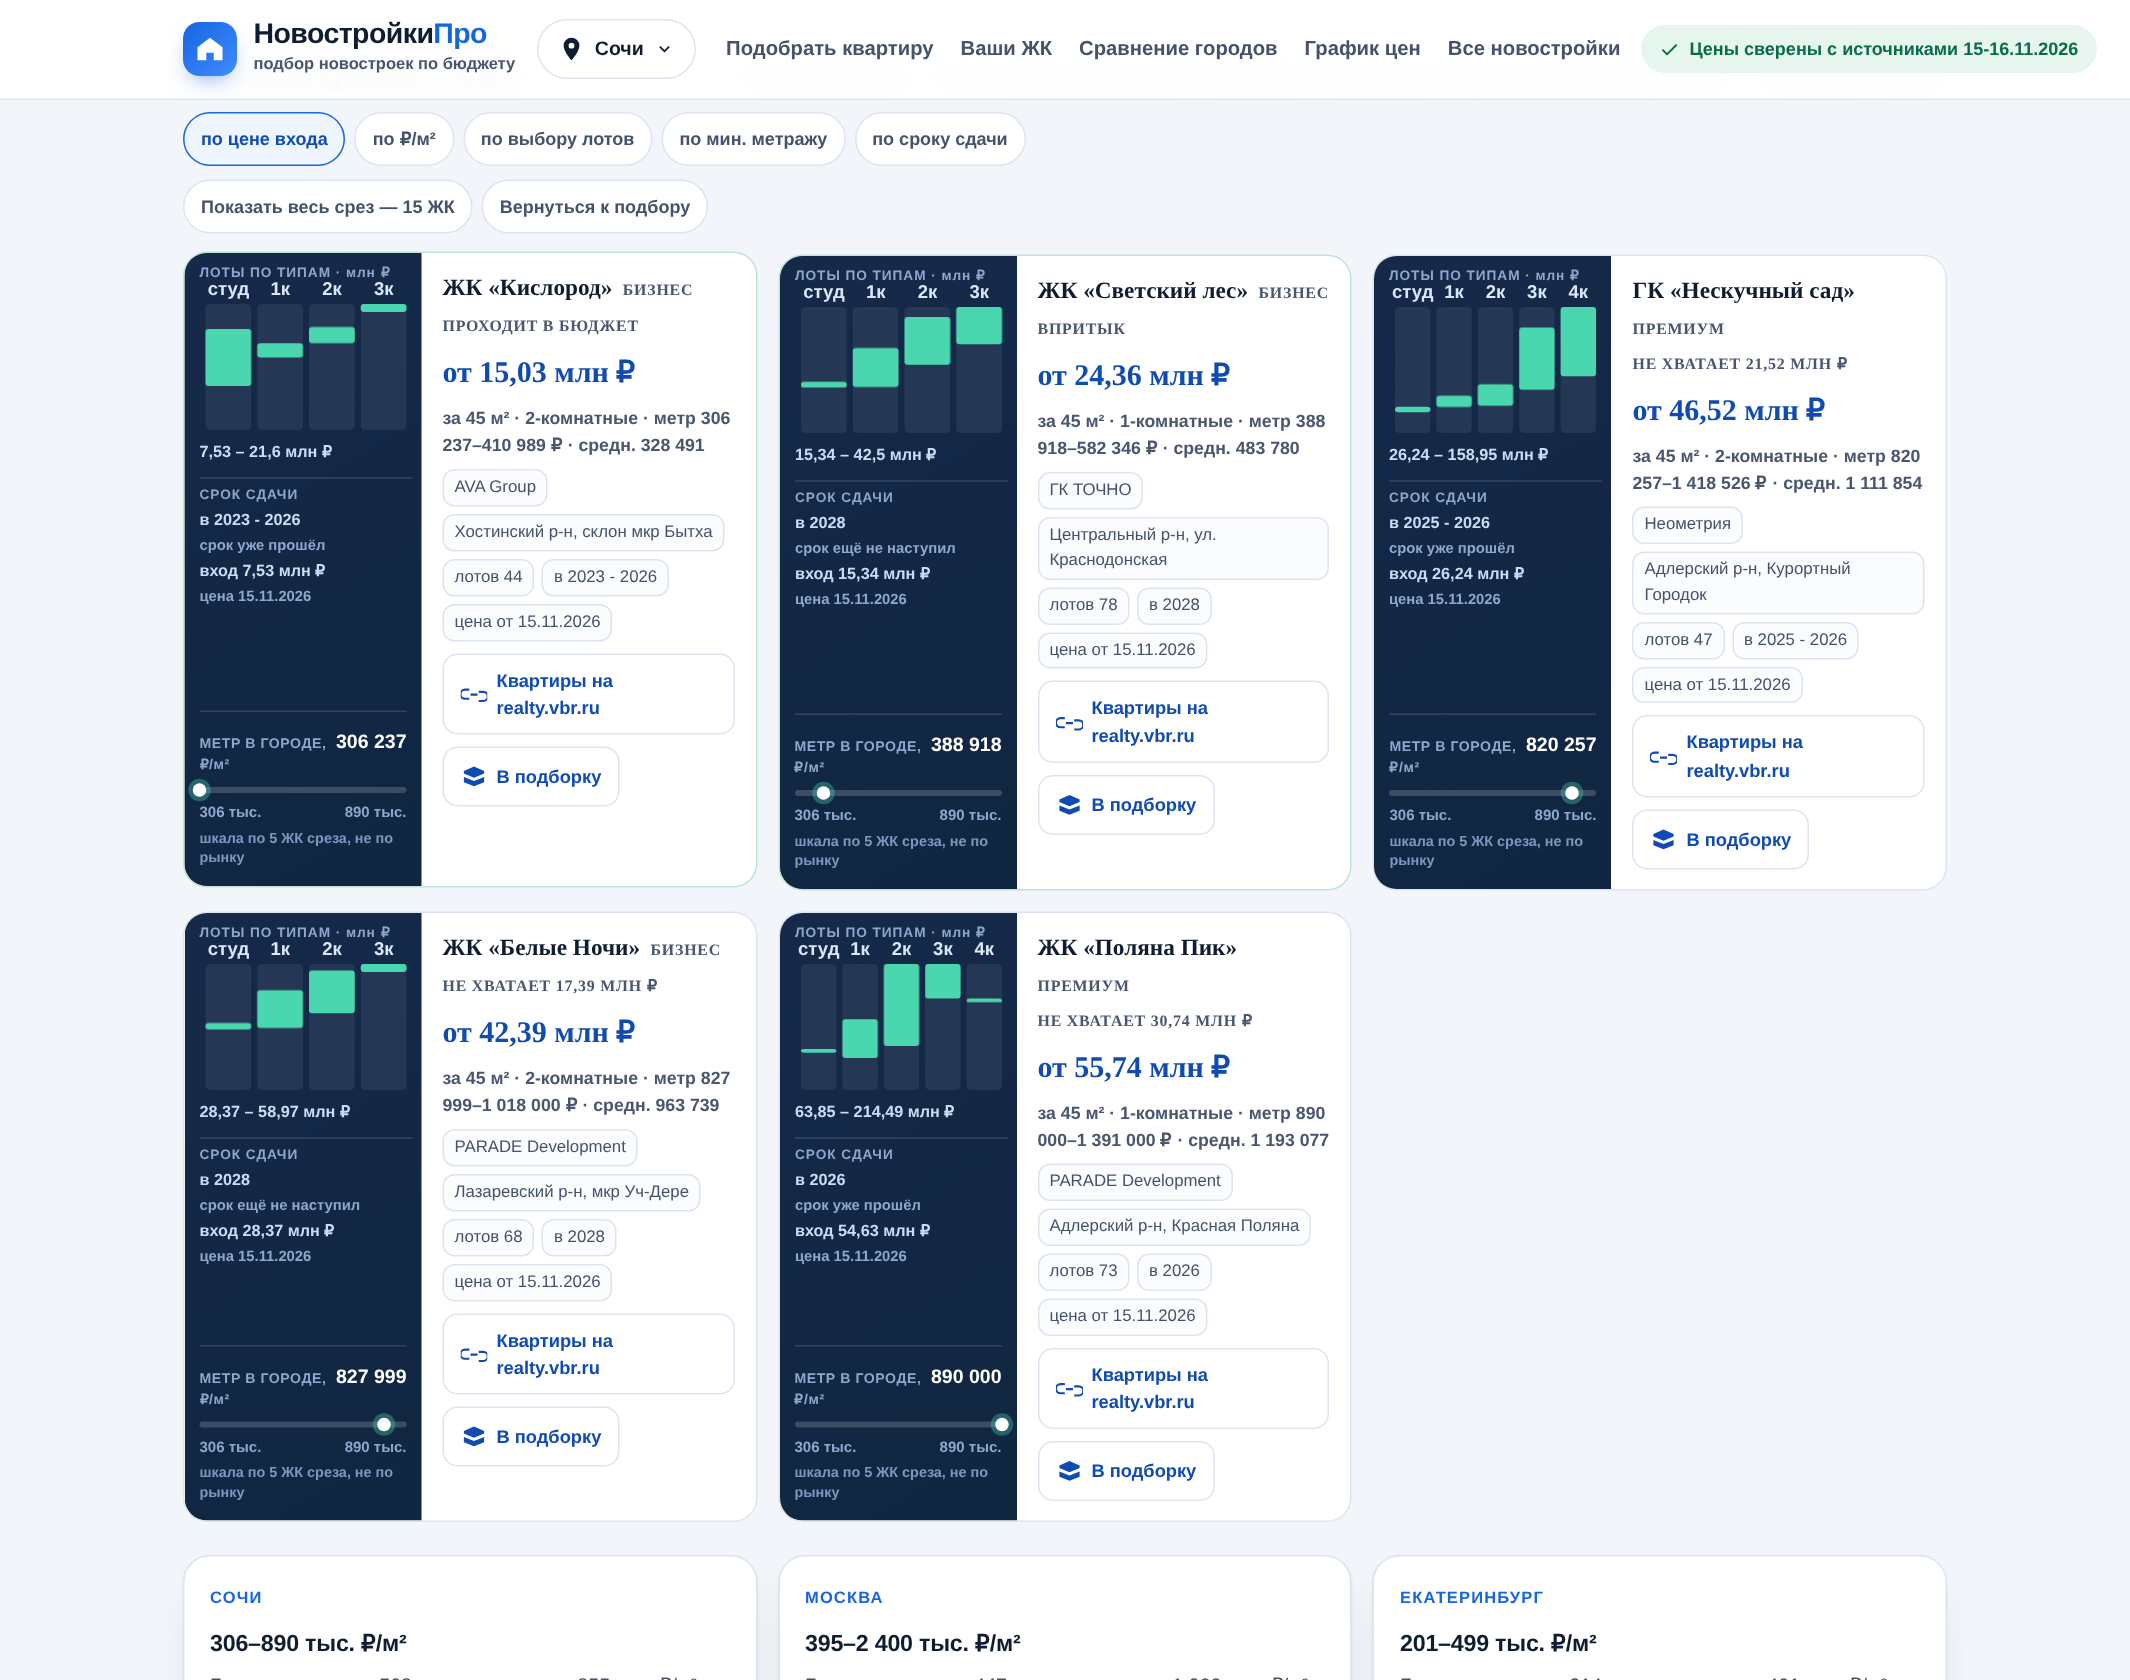 НовостройкиПро
подбор новостроек по бюджету
Сочи
Подобрать квартиру
Ваши ЖК
Сравнение городов
График цен
Все новостройки
Цены сверены с источниками 15-16.11.2026
по цене входа
по ₽/м²
по выбору лотов
по мин. метражу
по сроку сдачи
Показать весь срез — 15 ЖК
Вернуться к подбору
ЛОТЫ ПО ТИПАМ · млн ₽
студ 1к 2к 3к
7,53 – 21,6 млн ₽
СРОК СДАЧИ
в 2023 - 2026
срок уже прошёл
вход 7,53 млн ₽
цена 15.11.2026
МЕТР В ГОРОДЕ, 306 237
₽/м²
306 тыс. 890 тыс.
шкала по 5 ЖК среза, не по
рынку
ЖК «Кислород» БИЗНЕС
ПРОХОДИТ В БЮДЖЕТ
от 15,03 млн ₽
за 45 м² · 2-комнатные · метр 306
237–410 989 ₽ · средн. 328 491
AVA Group
Хостинский р-н, склон мкр Бытха
лотов 44
в 2023 - 2026
цена от 15.11.2026
Квартиры на
realty.vbr.ru
В подборку
ЛОТЫ ПО ТИПАМ · млн ₽
студ 1к 2к 3к
15,34 – 42,5 млн ₽
СРОК СДАЧИ
в 2028
срок ещё не наступил
вход 15,34 млн ₽
цена 15.11.2026
МЕТР В ГОРОДЕ, 388 918
₽/м²
306 тыс. 890 тыс.
шкала по 5 ЖК среза, не по
рынку
ЖК «Светский лес» БИЗНЕС
ВПРИТЫК
от 24,36 млн ₽
за 45 м² · 1-комнатные · метр 388
918–582 346 ₽ · средн. 483 780
ГК ТОЧНО
Центральный р-н, ул.
Краснодонская
лотов 78
в 2028
цена от 15.11.2026
Квартиры на
realty.vbr.ru
В подборку
ЛОТЫ ПО ТИПАМ · млн ₽
студ 1к 2к 3к 4к
26,24 – 158,95 млн ₽
СРОК СДАЧИ
в 2025 - 2026
срок уже прошёл
вход 26,24 млн ₽
цена 15.11.2026
МЕТР В ГОРОДЕ, 820 257
₽/м²
306 тыс. 890 тыс.
шкала по 5 ЖК среза, не по
рынку
ГК «Нескучный сад»
ПРЕМИУМ
НЕ ХВАТАЕТ 21,52 МЛН ₽
от 46,52 млн ₽
за 45 м² · 2-комнатные · метр 820
257–1 418 526 ₽ · средн. 1 111 854
Неометрия
Адлерский р-н, Курортный
Городок
лотов 47
в 2025 - 2026
цена от 15.11.2026
Квартиры на
realty.vbr.ru
В подборку
ЛОТЫ ПО ТИПАМ · млн ₽
студ 1к 2к 3к
28,37 – 58,97 млн ₽
СРОК СДАЧИ
в 2028
срок ещё не наступил
вход 28,37 млн ₽
цена 15.11.2026
МЕТР В ГОРОДЕ, 827 999
₽/м²
306 тыс. 890 тыс.
шкала по 5 ЖК среза, не по
рынку
ЖК «Белые Ночи» БИЗНЕС
НЕ ХВАТАЕТ 17,39 МЛН ₽
от 42,39 млн ₽
за 45 м² · 2-комнатные · метр 827
999–1 018 000 ₽ · средн. 963 739
PARADE Development
Лазаревский р-н, мкр Уч-Дере
лотов 68
в 2028
цена от 15.11.2026
Квартиры на
realty.vbr.ru
В подборку
ЛОТЫ ПО ТИПАМ · млн ₽
студ 1к 2к 3к 4к
63,85 – 214,49 млн ₽
СРОК СДАЧИ
в 2026
срок уже прошёл
вход 54,63 млн ₽
цена 15.11.2026
МЕТР В ГОРОДЕ, 890 000
₽/м²
306 тыс. 890 тыс.
шкала по 5 ЖК среза, не по
рынку
ЖК «Поляна Пик»
ПРЕМИУМ
НЕ ХВАТАЕТ 30,74 МЛН ₽
от 55,74 млн ₽
за 45 м² · 1-комнатные · метр 890
000–1 391 000 ₽ · средн. 1 193 077
PARADE Development
Адлерский р-н, Красная Поляна
лотов 73
в 2026
цена от 15.11.2026
Квартиры на
realty.vbr.ru
В подборку
СОЧИ
306–890 тыс. ₽/м²
МОСКВА
395–2 400 тыс. ₽/м²
ЕКАТЕРИНБУРГ
201–499 тыс. ₽/м²